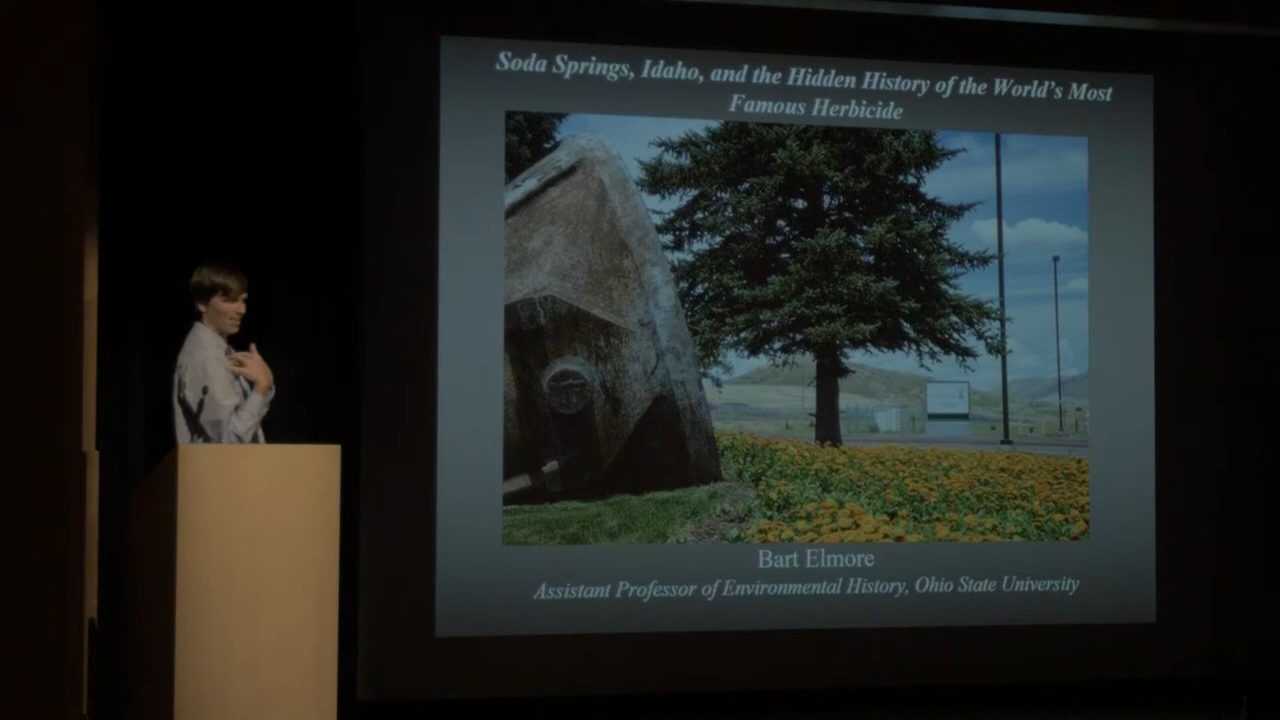 Soda Springs, Idaho, and the Hidden History of the World's Most
Famous Herbicide
Bart Elmore
Assistant Professor of Environmental History, Ohio State University